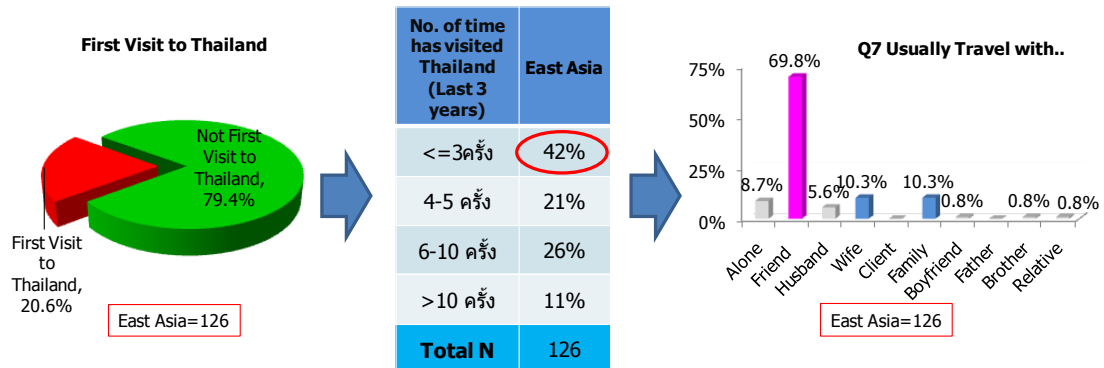 First Visit to Thailand
Not First
Visit to
Thailand,
79.4%
First Visit
to
Thailand,
20.6%
East Asia=126
No. of time
has visited
Thailand
(Last 3
years)
East Asia
<=3ครั้ง
42%
4-5 ครั้ง
21%
6-10 ครั้ง
26%
>10 ครั้ง
11%
Total N
126
Q7 Usually Travel with..
75%
50%
25%
0%
8.7%
69.8%
5.6%
10.3%
10.3%
0.8%
0.8%
0.8%
Alone
Friend
Husband
Wife
Client
Family
Boyfriend
Father
Brother
Relative
East Asia=126